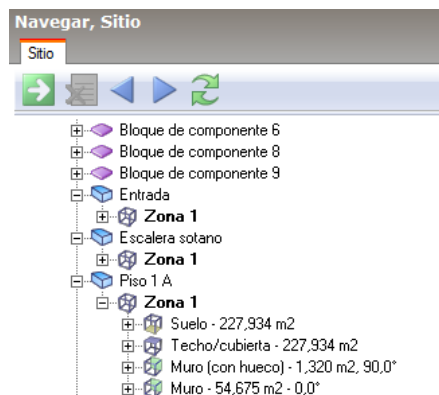 Navegar, Sitio
Sitio
Bloque de componente 6
Bloque de componente 8
Bloque de componente 9
Entrada
Zona 1
Escalera sotano
Zona 1
Piso 1 A
Zona 1
Suelo - 227,934 m2
Techo/cubierta - 227,934 m2
Muro (con hueco) - 1,320 m2, 90,0°
Muro - 54,675 m2 - 0,0°